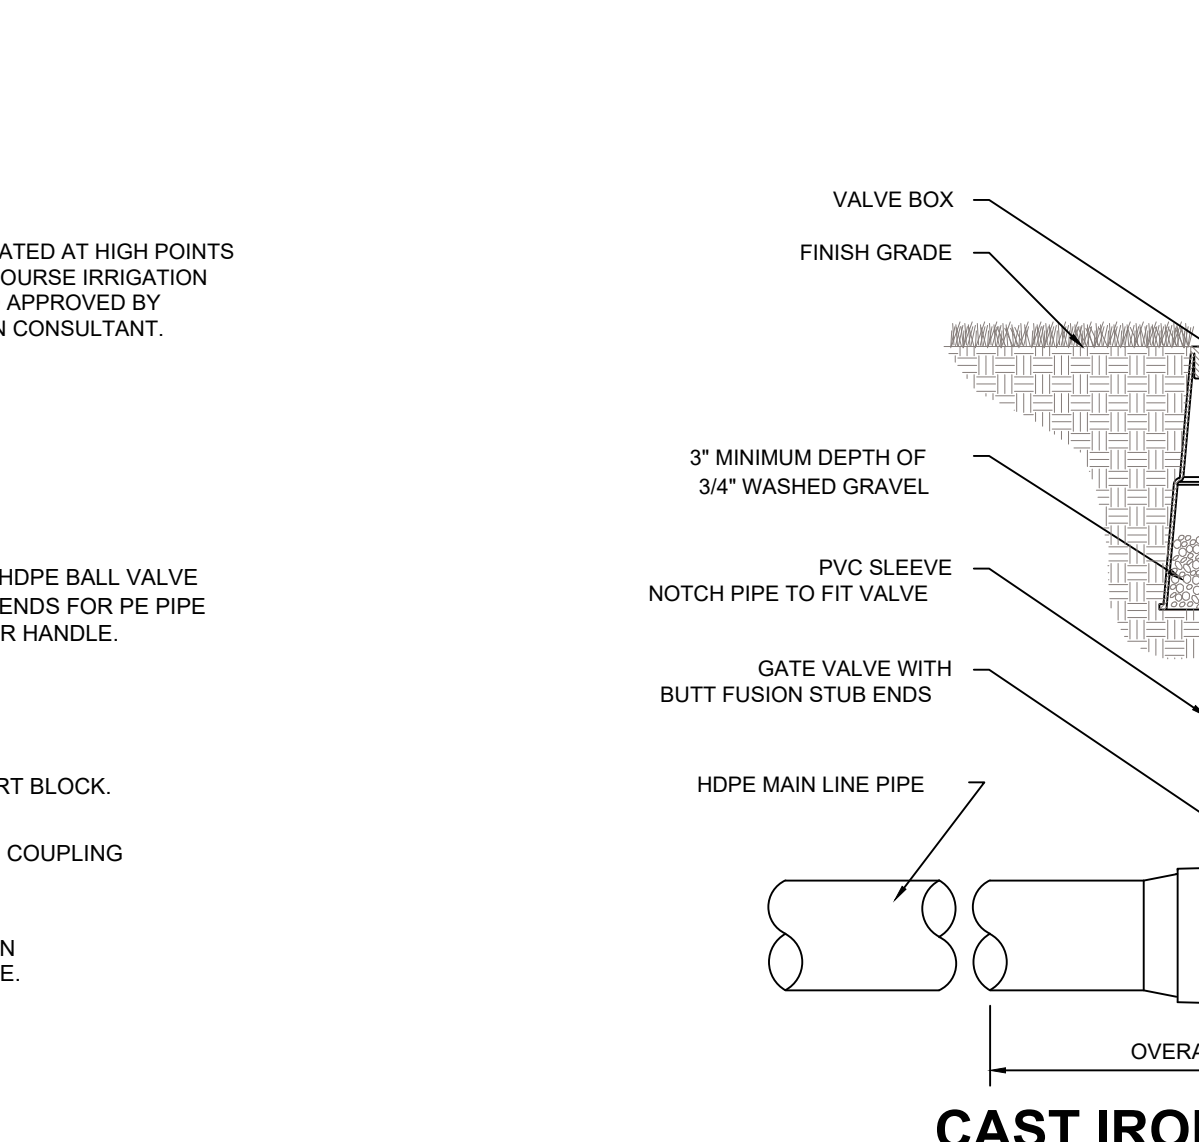 ATED AT HIGH POINTS
OURSE IRRIGATION
APPROVED BY
N CONSULTANT.
HDPE BALL VALVE
ENDS FOR PE PIPE
R HANDLE.
RT BLOCK.
COUPLING
N
E.
VALVE BOX
FINISH GRADE
3" MINIMUM DEPTH OF
3/4" WASHED GRAVEL
PVC SLEEVE
NOTCH PIPE TO FIT VALVE
GATE VALVE WITH
BUTT FUSION STUB ENDS
HDPE MAIN LINE PIPE
OVERA
CAST IRO